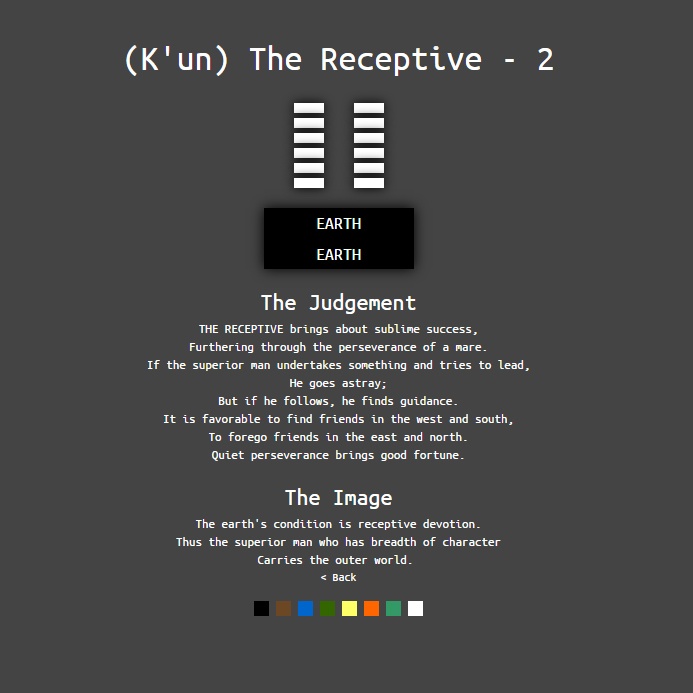 (K'un) The Receptive - 2
EARTH
EARTH
The Judgement
THE RECEPTIVE brings about sublime success,
Furthering through the perseverance of a mare.
If the superior man undertakes something and tries to lead,
He goes astray;
But if he follows, he finds guidance.
It is favorable to find friends in the west and south,
To forego friends in the east and north.
Quiet perseverance brings good fortune.
The Image
The earth's condition is receptive devotion.
Thus the superior man who has breadth of character
Carries the outer world.
< Back